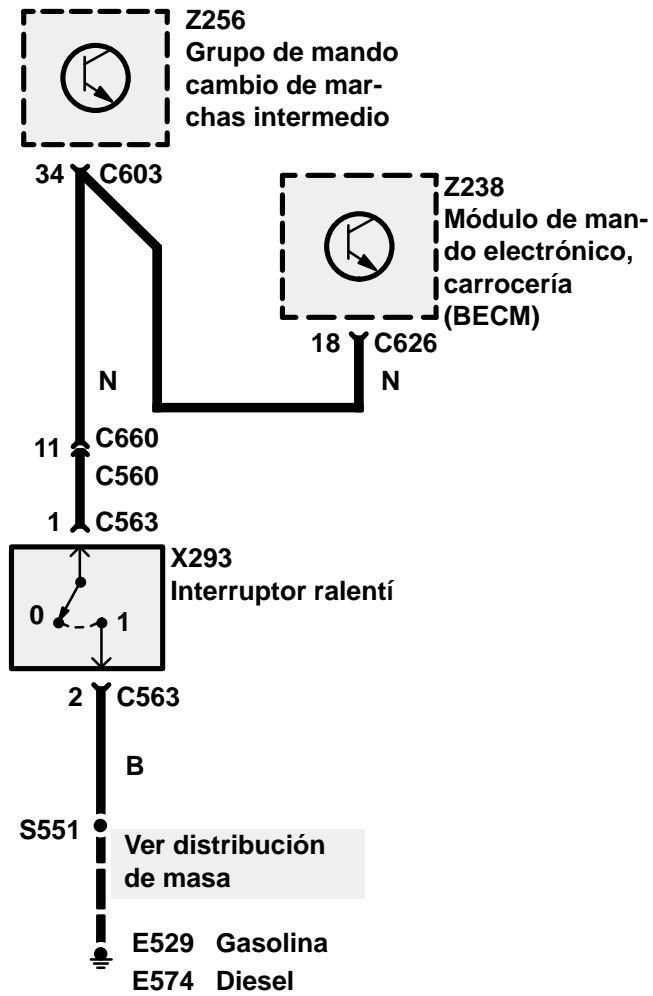 Z256
Grupo de mando
cambio de mar-
chas intermedio
34 C603
Z238
Módulo de man-
do electrónico,
carrocería
(BECM)
18 C626
N N
11 C660
C560
1 C563
X293
Interruptor ralentí
0 1
2 C563
B
S551
Ver distribución
de masa
E529 Gasolina
E574 Diesel